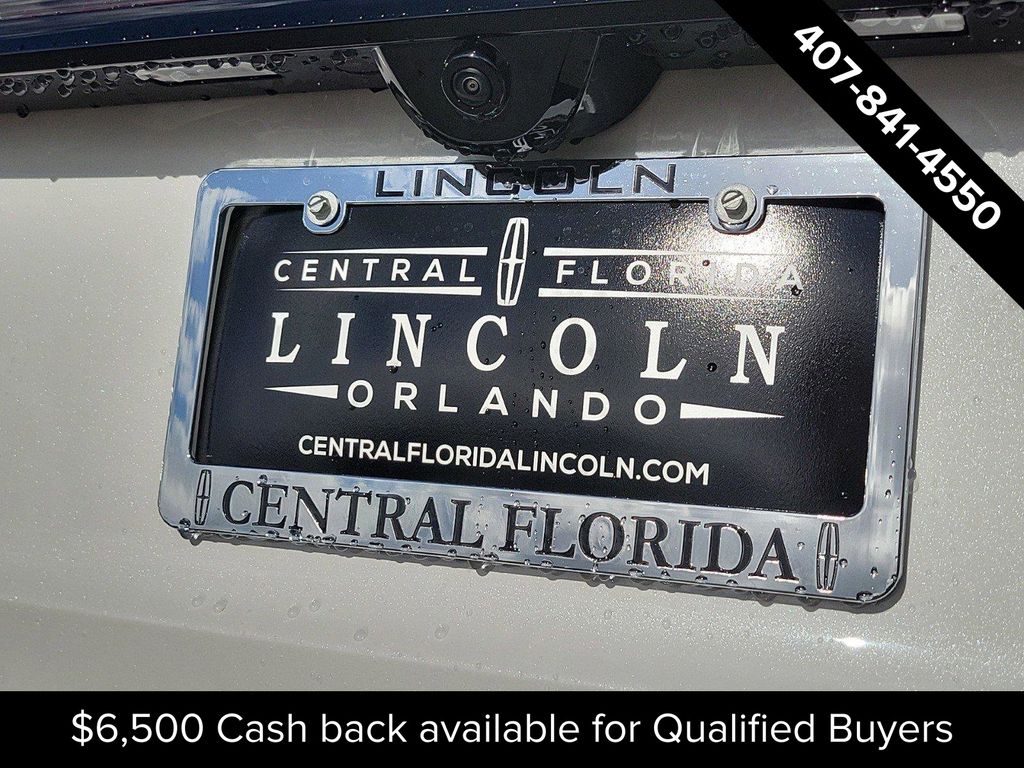 407-841-4550
LINCOLN
CENTRAL FLORIDA
LINCOLN
ORLANDO
CENTRALFLORIDALINCOLN.COM
CENTRAL FLORIDA
$6,500 Cash back available for Qualified Buyers